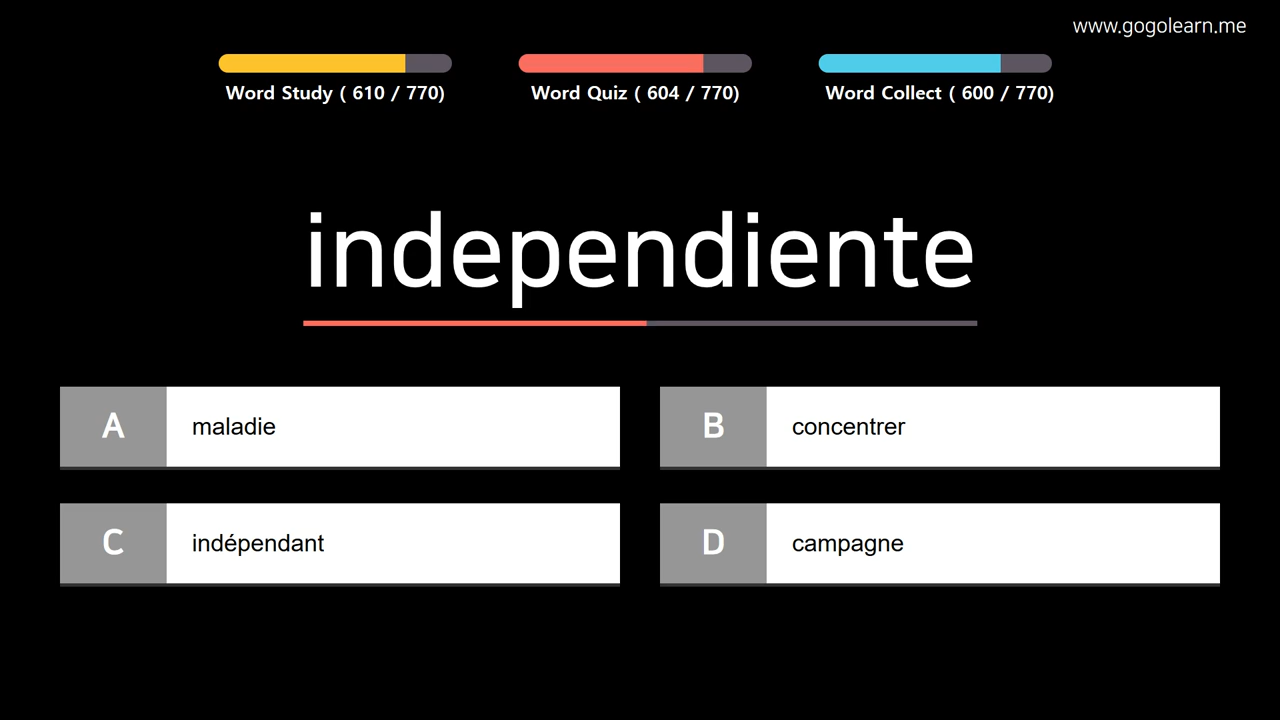 www.gogolearn.me
Word Study ( 610 / 770)
Word Quiz ( 604 / 770)
Word Collect ( 600 / 770)
independiente
A maladie
B concentrer
C indépendant
D campagne